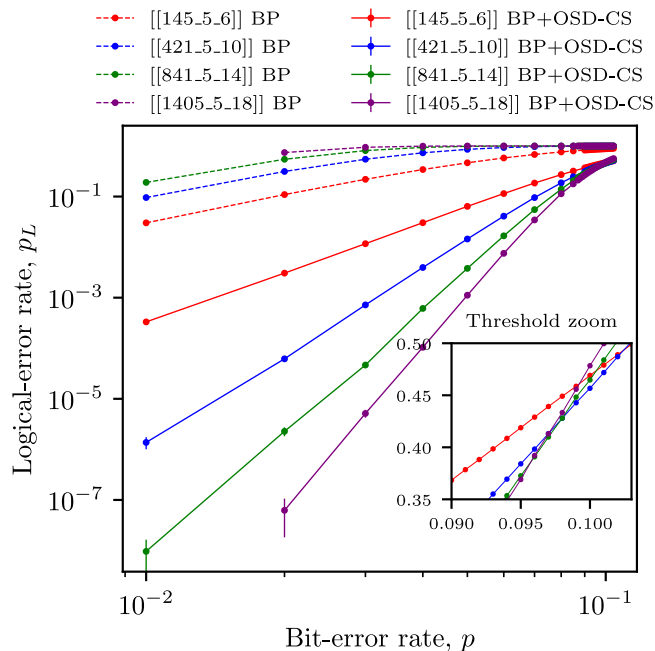 [[145_5_6]] BP
[[421_5_10]] BP
[[841_5_14]] BP
[[1405_5_18]] BP
[[145_5_6]] BP+OSD-CS
[[421_5_10]] BP+OSD-CS
[[841_5_14]] BP+OSD-CS
[[1405_5_18]] BP+OSD-CS
Logical-error rate, p_L
10⁻¹
10⁻³
10⁻⁵
10⁻⁷
Threshold zoom
0.50
0.45
0.40
0.35
0.090 0.095 0.100
10⁻² 10⁻¹
Bit-error rate, p